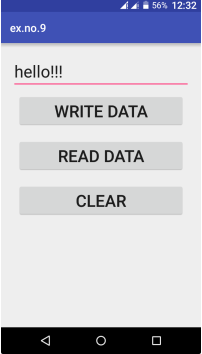 56% 12:32
ex.no.9
hello!!!
WRITE DATA
READ DATA
CLEAR